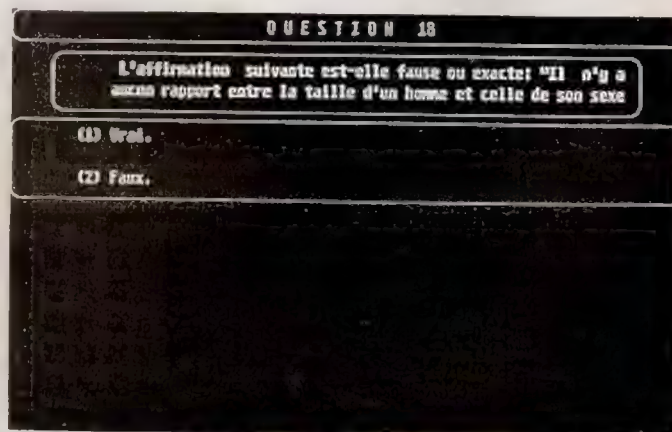 QUESTION 18
L'affirmation suivante est-elle fause ou exacte: "Il n'y a
aucun rapport entre la taille d'un homme et celle de son sexe
(1) Vrai.
(2) Faux.